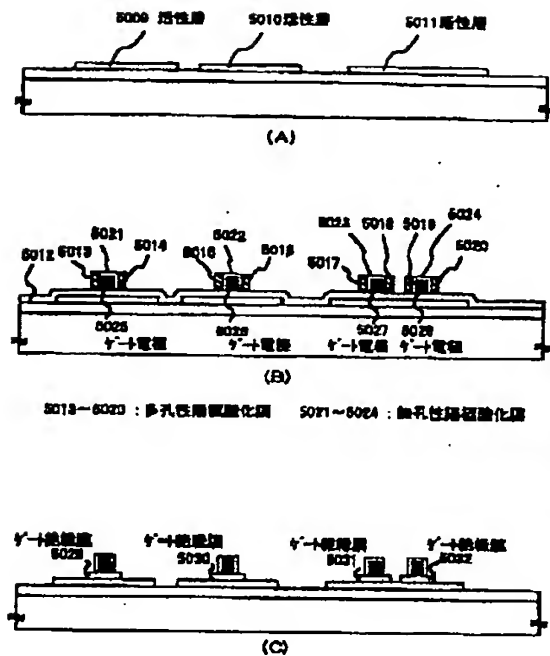 5009 活性層 5010 活性層 5011 活性層
(A)
5021 5022 5023 5018 5019 5024
5012 5013 5014 5016 5015 5017 5020
5025 5026 5027 5028
ゲート電極 ゲート電極 ゲート電極 ゲート電極
(B)
5013~5020 : 多孔性陽極酸化膜 5021~5024 : 無孔性陽極酸化膜
ゲート絶縁膜 ゲート絶縁膜 ゲート絶縁膜 ゲート絶縁膜
5029 5030 5031 5032
(C)